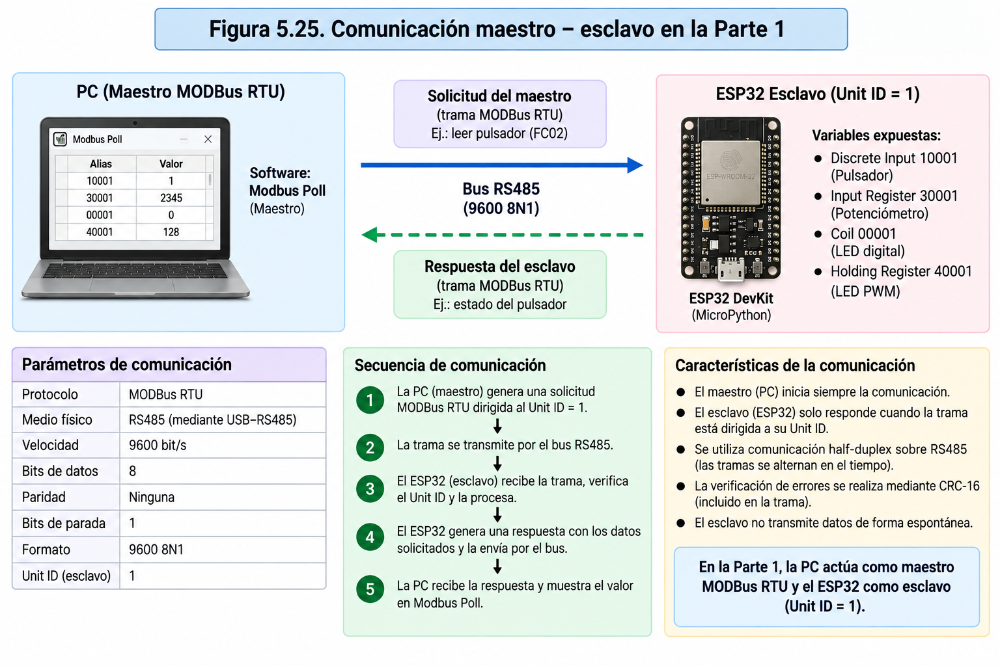 Figura 5.25. Comunicación maestro – esclavo en la Parte 1
PC (Maestro MODBus RTU)
Modbus Poll
Alias Valor
10001 1
30001 2345
00001 0
40001 128
Software:
Modbus Poll
(Maestro)
Solicitud del maestro
(trama MODBus RTU)
Ej.: leer pulsador (FC02)
Bus RS485
(9600 8N1)
Respuesta del esclavo
(trama MODBus RTU)
Ej.: estado del pulsador
ESP32 Esclavo (Unit ID = 1)
ESP-WROOM-32
ESP32 DevKit
(MicroPython)
Variables expuestas:
● Discrete Input 10001
(Pulsador)
● Input Register 30001
(Potenciómetro)
● Coil 00001
(LED digital)
● Holding Register 40001
(LED PWM)
Parámetros de comunicación
Protocolo MODBus RTU
Medio físico RS485 (mediante USB–RS485)
Velocidad 9600 bit/s
Bits de datos 8
Paridad Ninguna
Bits de parada 1
Formato 9600 8N1
Unit ID (esclavo) 1
Secuencia de comunicación
1 La PC (maestro) genera una solicitud
MODBus RTU dirigida al Unit ID = 1.
2 La trama se transmite por el bus RS485.
3 El ESP32 (esclavo) recibe la trama, verifica
el Unit ID y la procesa.
4 El ESP32 genera una respuesta con los datos
solicitados y la envía por el bus.
5 La PC recibe la respuesta y muestra el valor
en Modbus Poll.
Características de la comunicación
● El maestro (PC) inicia siempre la comunicación.
● El esclavo (ESP32) solo responde cuando la trama
está dirigida a su Unit ID.
● Se utiliza comunicación half-duplex sobre RS485
(las tramas se alternan en el tiempo).
● La verificación de errores se realiza mediante CRC-16
(incluido en la trama).
● El esclavo no transmite datos de forma espontánea.
En la Parte 1, la PC actúa como maestro
MODBus RTU y el ESP32 como esclavo
(Unit ID = 1).